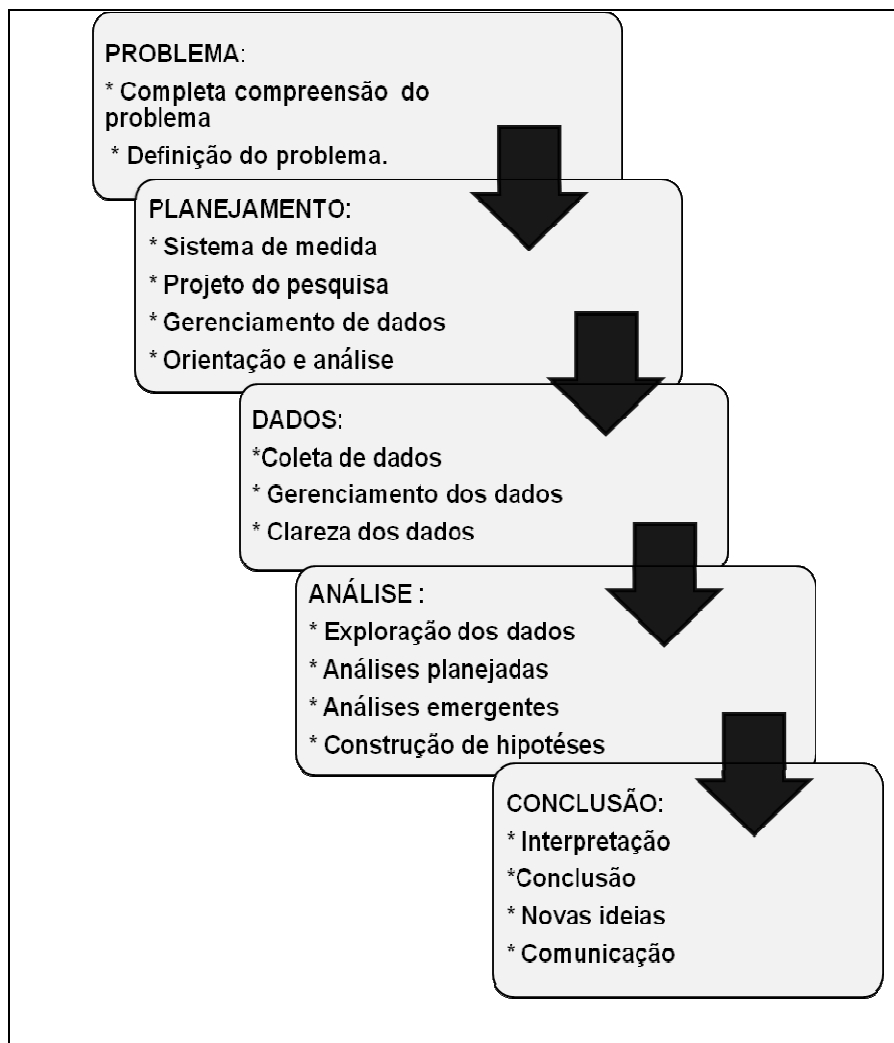 PROBLEMA:
* Completa compreensão do
problema
* Definição do problema.
PLANEJAMENTO:
* Sistema de medida
* Projeto do pesquisa
* Gerenciamento de dados
* Orientação e análise
DADOS:
*Coleta de dados
* Gerenciamento dos dados
* Clareza dos dados
ANÁLISE :
* Exploração dos dados
* Análises planejadas
* Análises emergentes
* Construção de hipotéses
CONCLUSÃO:
* Interpretação
*Conclusão
* Novas ideias
* Comunicação